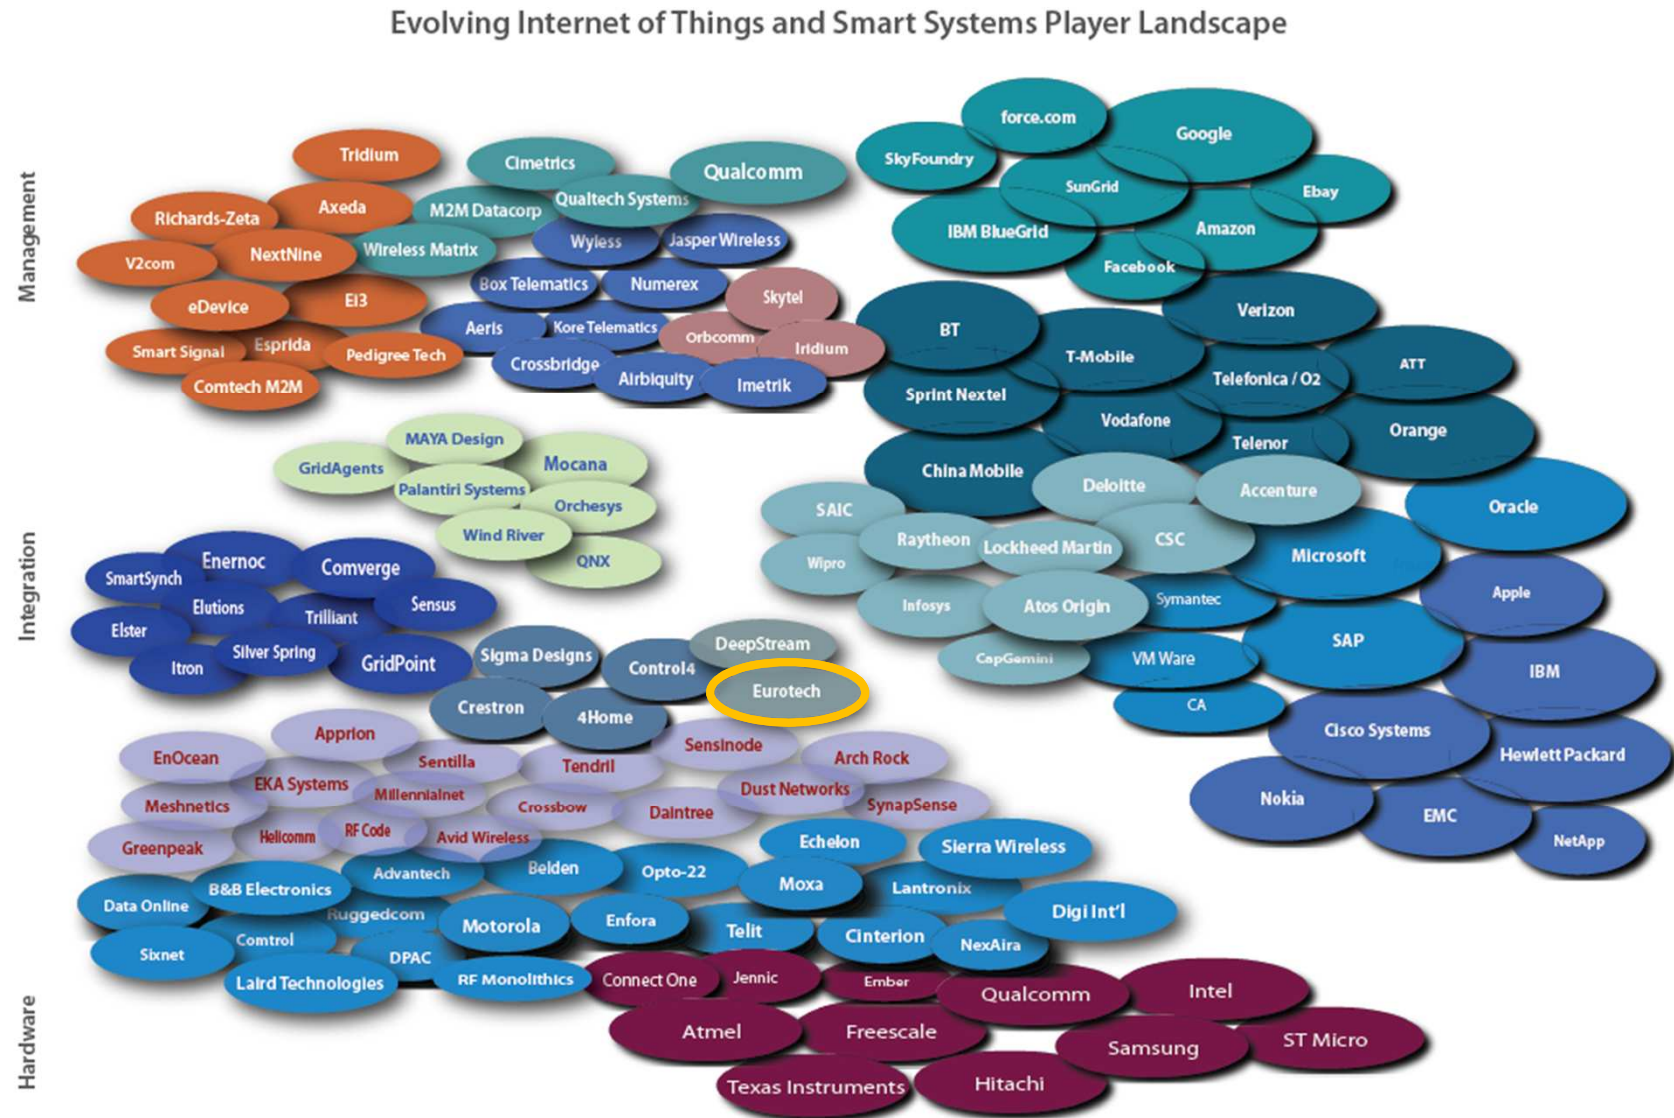 Evolving Internet of Things and Smart Systems Player Landscape
Management
Tridium
Cimetrics
Qualcomm
Richards-Zeta
Axeda
M2M Datacorp
Qualtech Systems
V2com
NextNine
Wireless Matrix
Wyless
Jasper Wireless
eDevice
EI3
Box Telematics
Numerex
Skytel
Smart Signal
Esprida
Pedigree Tech
Aeris
Kore Telematics
Orbcomm
Iridium
Comtech M2M
Crossbridge
Airbiquity
Imetrik
force.com
Google
SkyFoundry
SunGrid
Ebay
IBM BlueGrid
Amazon
Facebook
Verizon
BT
T-Mobile
ATT
Sprint Nextel
Telefonica / O2
Vodafone
Telenor
Orange
China Mobile
Integration
MAYA Design
GridAgents
Mocana
Palantiri Systems
Orchesys
Wind River
QNX
Enernoc
SmartSynch
Comverge
Elutions
Trilliant
Sensus
Elster
Silver Spring
Itron
GridPoint
Sigma Designs
Control4
DeepStream
Eurotech
Crestron
4Home
Deloitte
Accenture
SAIC
Raytheon
Lockheed Martin
CSC
Wipro
Infosys
Atos Origin
CapGemini
Oracle
Microsoft
Symantec
SAP
VM Ware
CA
Apple
IBM
Cisco Systems
Hewlett Packard
Nokia
EMC
NetApp
Apprion
EnOcean
Sentilla
Tendril
Sensinode
Arch Rock
EKA Systems
Millennialnet
Meshnetics
Crossbow
Daintree
Dust Networks
SynapSense
Greenpeak
Helicomm
RF Code
Avid Wireless
Echelon
Sierra Wireless
B&B Electronics
Advantech
Belden
Opto-22
Moxa
Lantronix
Data Online
Ruggedcom
Motorola
Enfora
Telit
Cinterion
NexAira
Digi Int'l
Sixnet
Comtrol
DPAC
Laird Technologies
RF Monolithics
Hardware
Connect One
Jennic
Ember
Qualcomm
Intel
Atmel
Freescale
Samsung
ST Micro
Texas Instruments
Hitachi